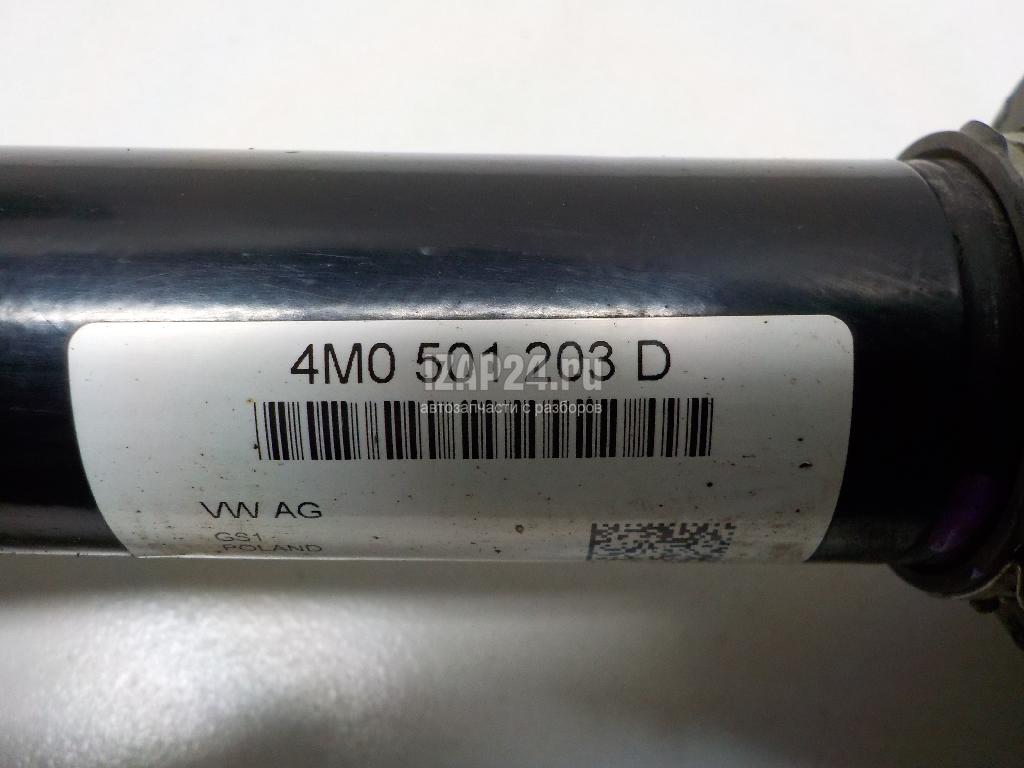 4M0 501 203 D
IZAP24.ru
автозапчасти с разборов
VW AG
GS1
POLAND